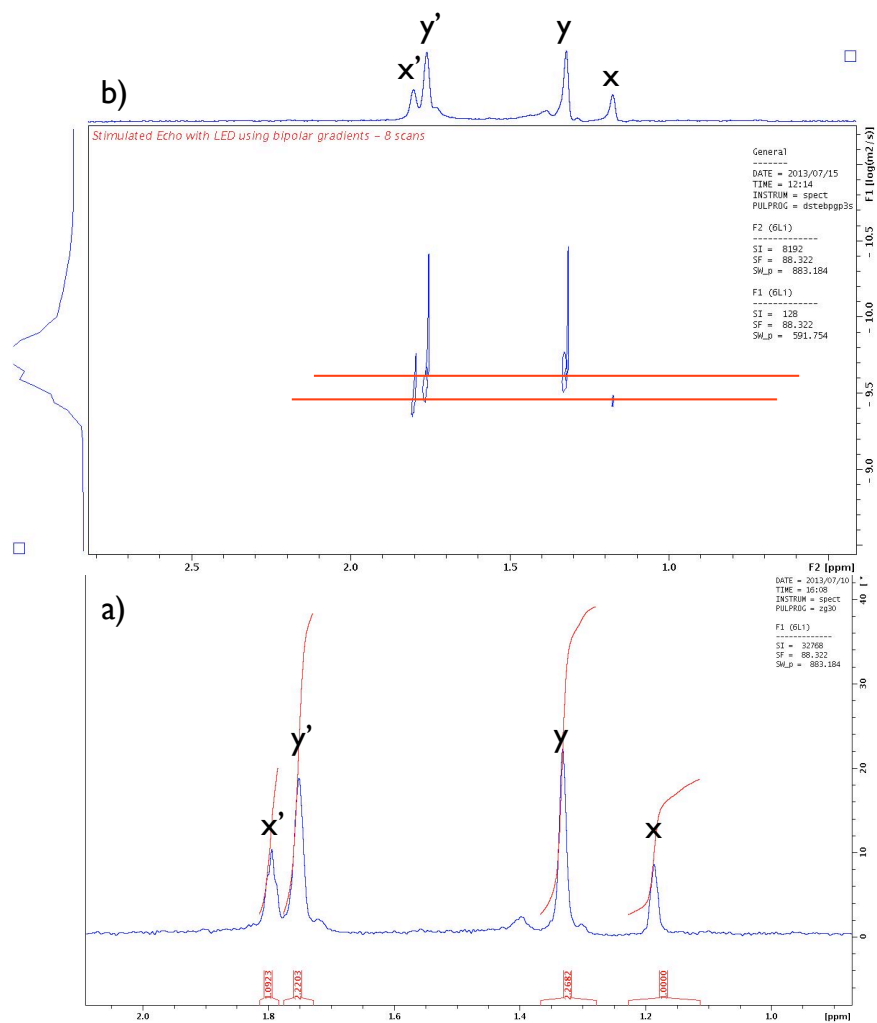 y’
y
x’
x
b)
Stimulated Echo with LED using bipolar gradients – 8 scans
F1 [log(m2/s)]
General
-------
DATE = 2013/07/15
TIME = 12:14
INSTRUM = spect
PULPROG = dstebpgp3s
F2 (6Li)
-------------
SI = 8192
SF = 88.322
SW_p = 883.184
F1 (6Li)
-------------
SI = 128
SF = 88.322
SW_p = 591.754
- 10.5
- 10.0
- 9.5
- 9.0
2.5
2.0
1.5
1.0
F2 [ppm]
a)
DATE = 2013/07/10
TIME = 16:08
INSTRUM = spect
PULPROG = zg30
F1 (6Li)
-------------
SI = 32768
SF = 88.322
SW_p = 883.184
40
30
20
10
0
y’
y
x’
x
1.0923
2.2203
2.2682
1.0000
2.0
1.8
1.6
1.4
1.2
1.0
[ppm]